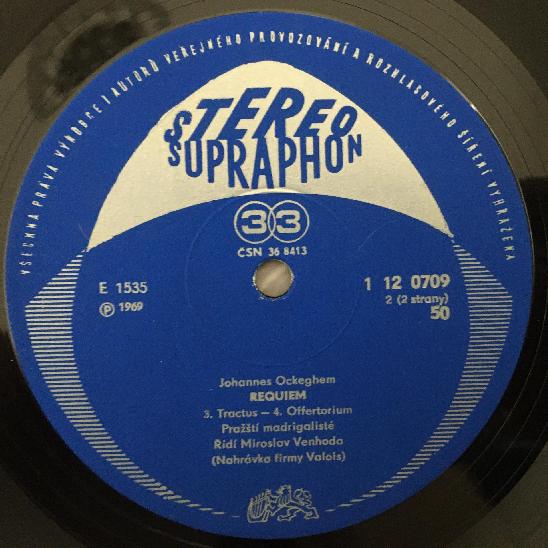 VŠECHNA PRÁVA VÝROBCE I AUTORŮ VEŘEJNÉHO PROVOZOVÁNÍ A ROZHLASOVÉHO ŠÍŘENÍ VYHRAŽENA
STEREO
SUPRAPHON
33
ČSN 36 8413
E 1535
℗ 1969
1 12 0709
2 (2 strany)
50
Johannes Ockeghem
REQUIEM
3. Tractus – 4. Offertorium
Pražští madrigalisté
Řídí Miroslav Venhoda
(Nahrávka firmy Valois)